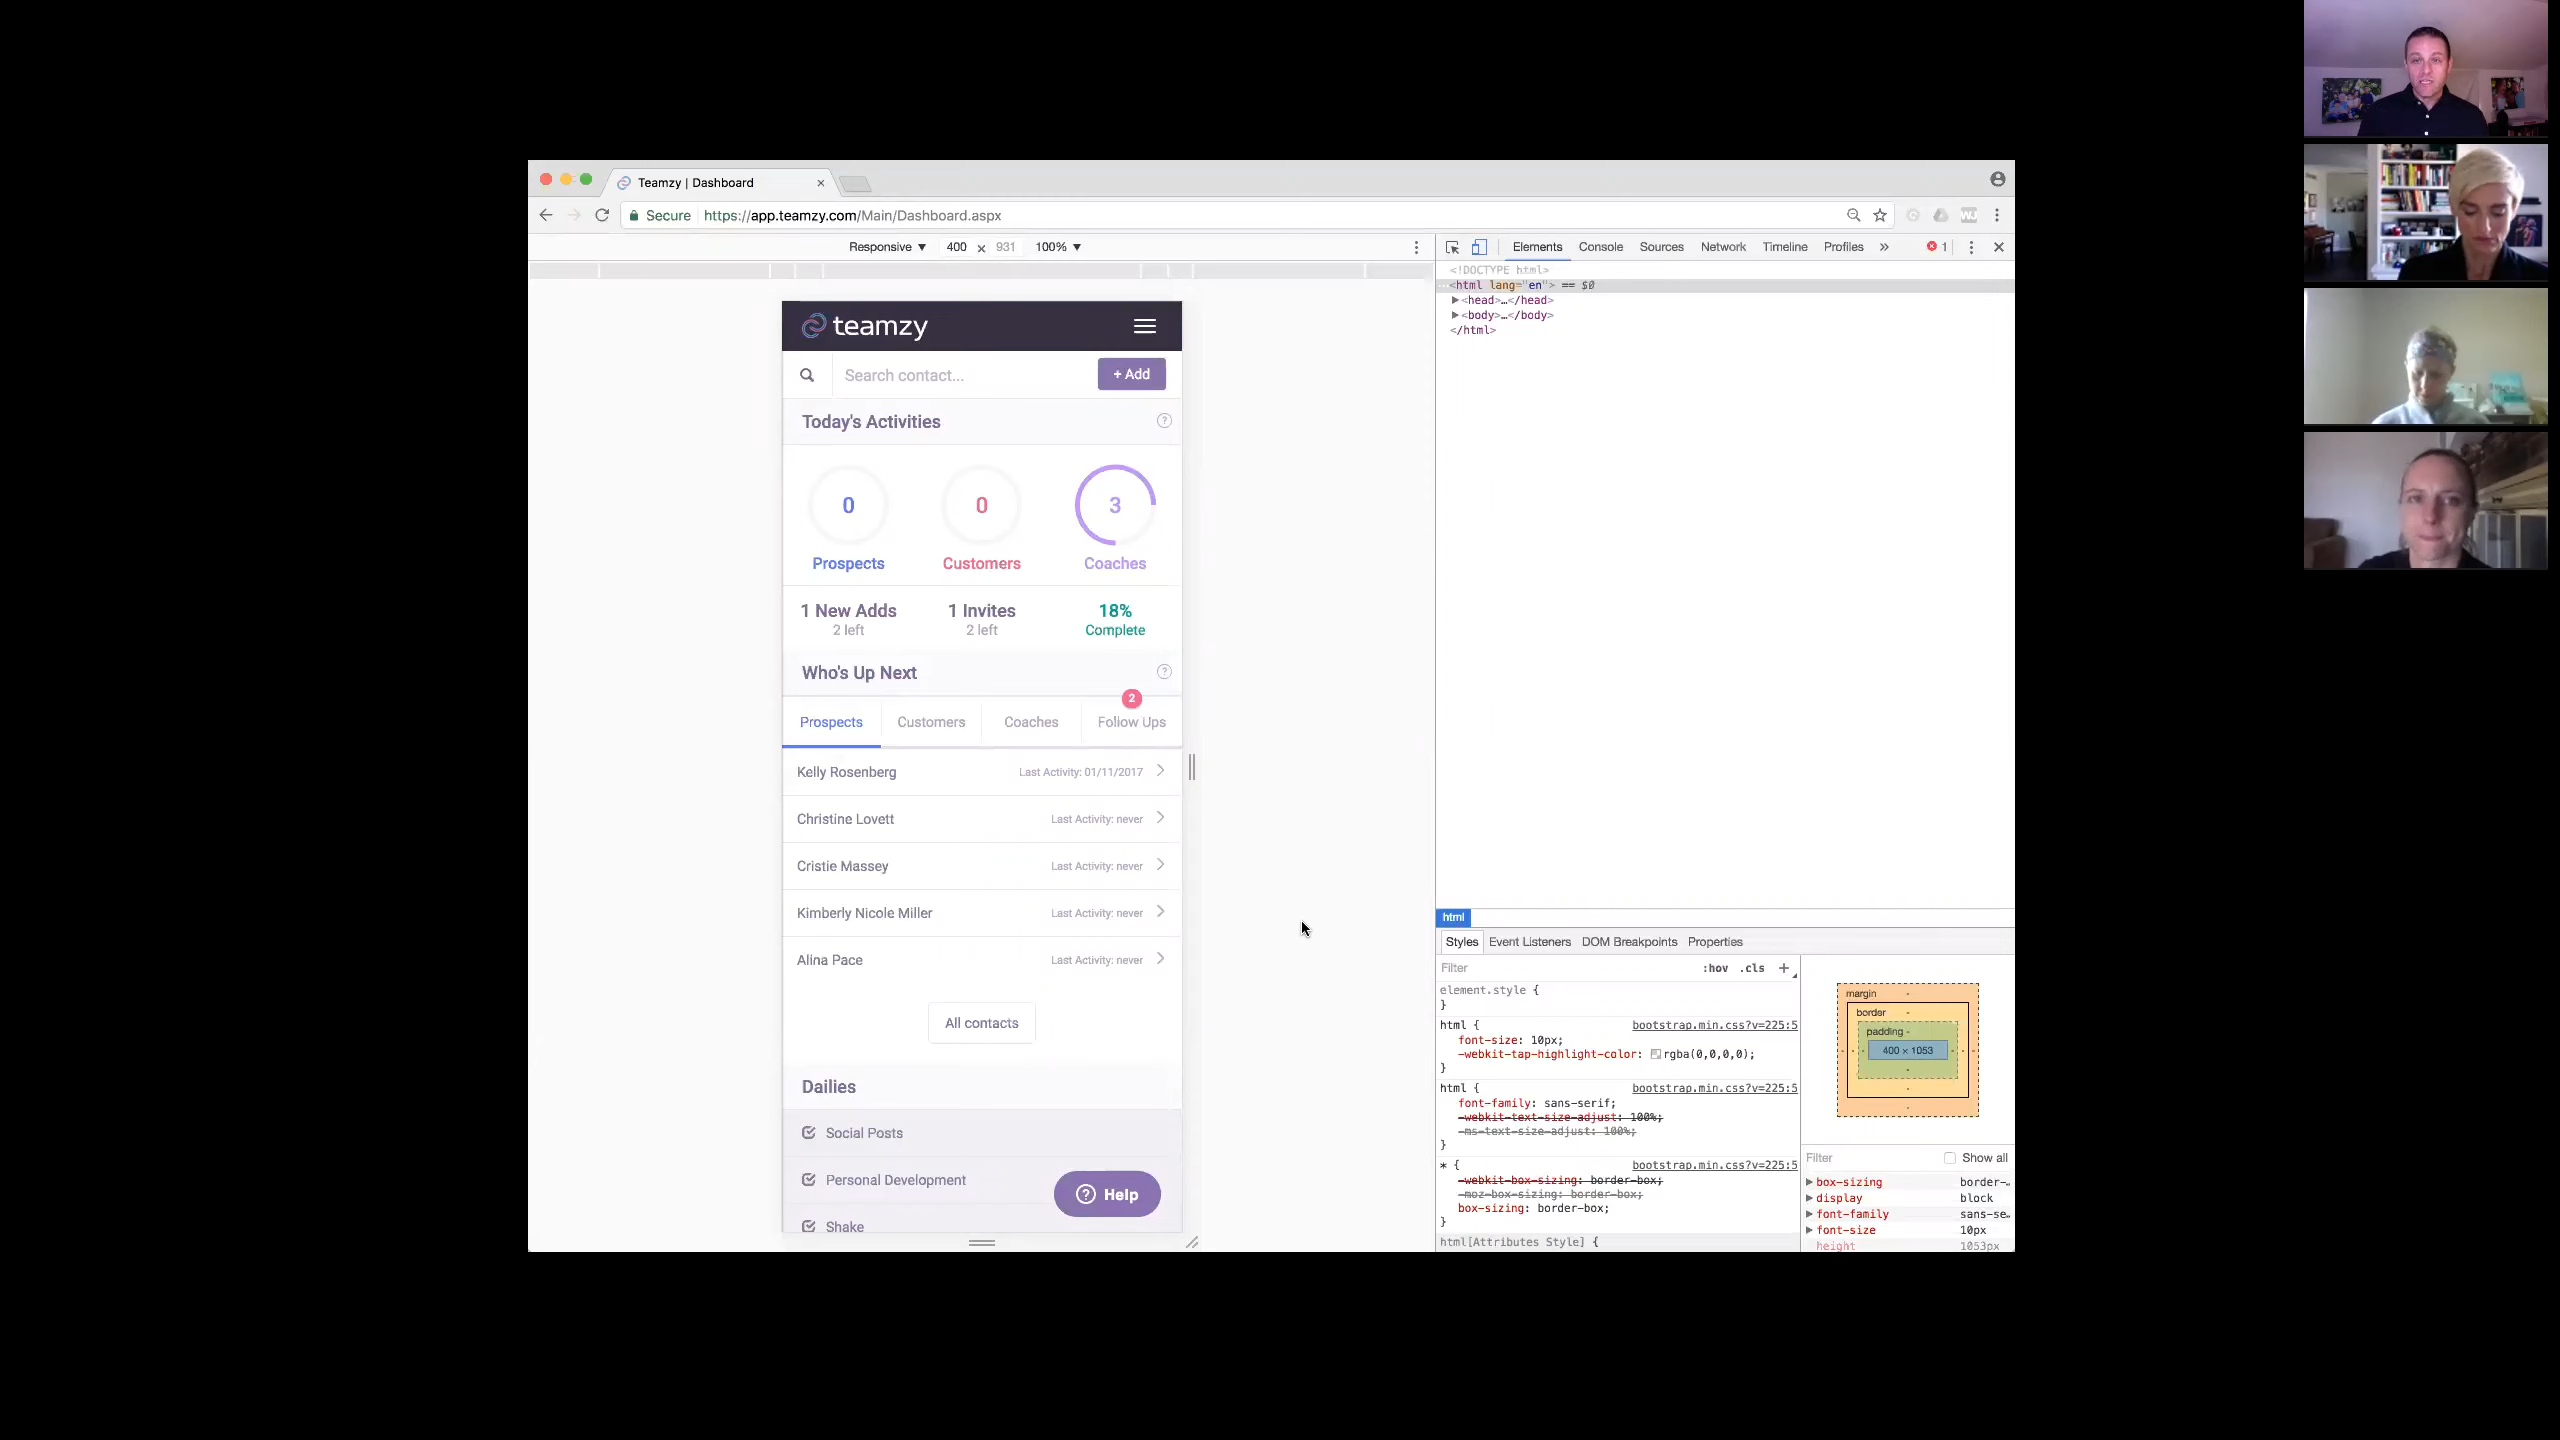 Teamzy | Dashboard
Secure https://app.teamzy.com/Main/Dashboard.aspx
Responsive 400 x 931 100%
Elements Console Sources Network Timeline Profiles » 1
<!DOCTYPE html>
<html lang="en"> == $0
<head>…</head>
<body>…</body>
</html>
teamzy
Search contact...
+ Add
Today's Activities
0 0 3
Prospects Customers Coaches
1 New Adds 1 Invites 18%
2 left 2 left Complete
Who's Up Next
2
Prospects Customers Coaches Follow Ups
Kelly Rosenberg Last Activity: 01/11/2017
Christine Lovett Last Activity: never
Cristie Massey Last Activity: never
Kimberly Nicole Miller Last Activity: never
Alina Pace Last Activity: never
All contacts
Dailies
Social Posts
Personal Development
Shake
Help
html
Styles Event Listeners DOM Breakpoints Properties
Filter :hov .cls +
element.style {
}
html { bootstrap.min.css?v=225:5
font-size: 10px;
-webkit-tap-highlight-color: rgba(0,0,0,0);
}
html { bootstrap.min.css?v=225:5
font-family: sans-serif;
-webkit-text-size-adjust: 100%;
-ms-text-size-adjust: 100%;
}
* { bootstrap.min.css?v=225:5
-webkit-box-sizing: border-box;
-moz-box-sizing: border-box;
box-sizing: border-box;
}
html[Attributes Style] {
margin -
border -
padding -
400 × 1053
Filter Show all
box-sizing border-…
display block
font-family sans-se…
font-size 10px
height 1053px